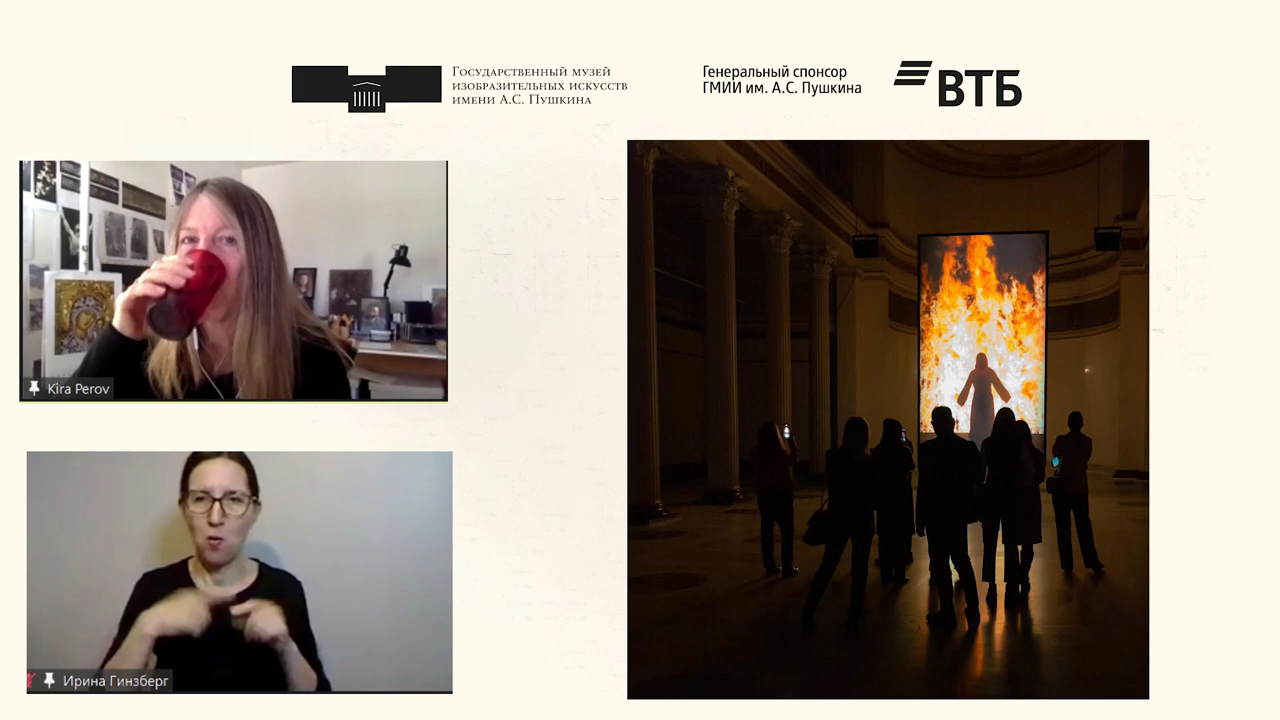 Государственный музей
изобразительных искусств
имени А.С. Пушкина
Генеральный спонсор
ГМИИ им. А.С. Пушкина
ВТБ
Kira Perov
Ирина Гинзберг